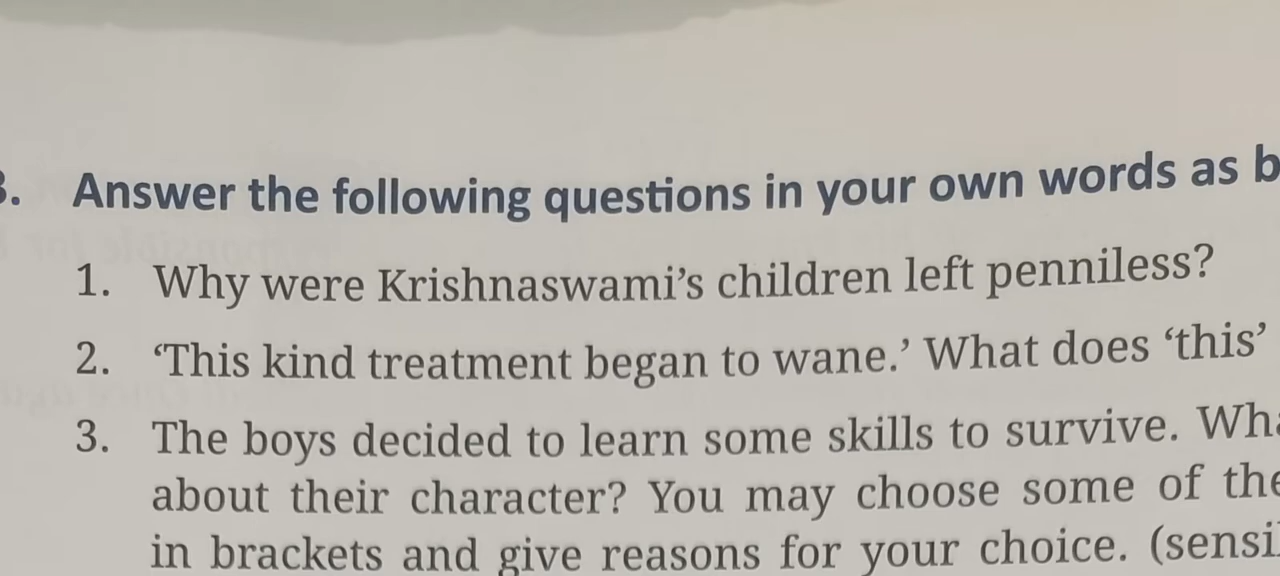 Answer the following questions in your own words as
1. Why were Krishnaswami’s children left penniless?
2. ‘This kind treatment began to wane.’ What does ‘this’
3. The boys decided to learn some skills to survive.
about their character? You may choose some of the
in brackets and give reasons for your choice.